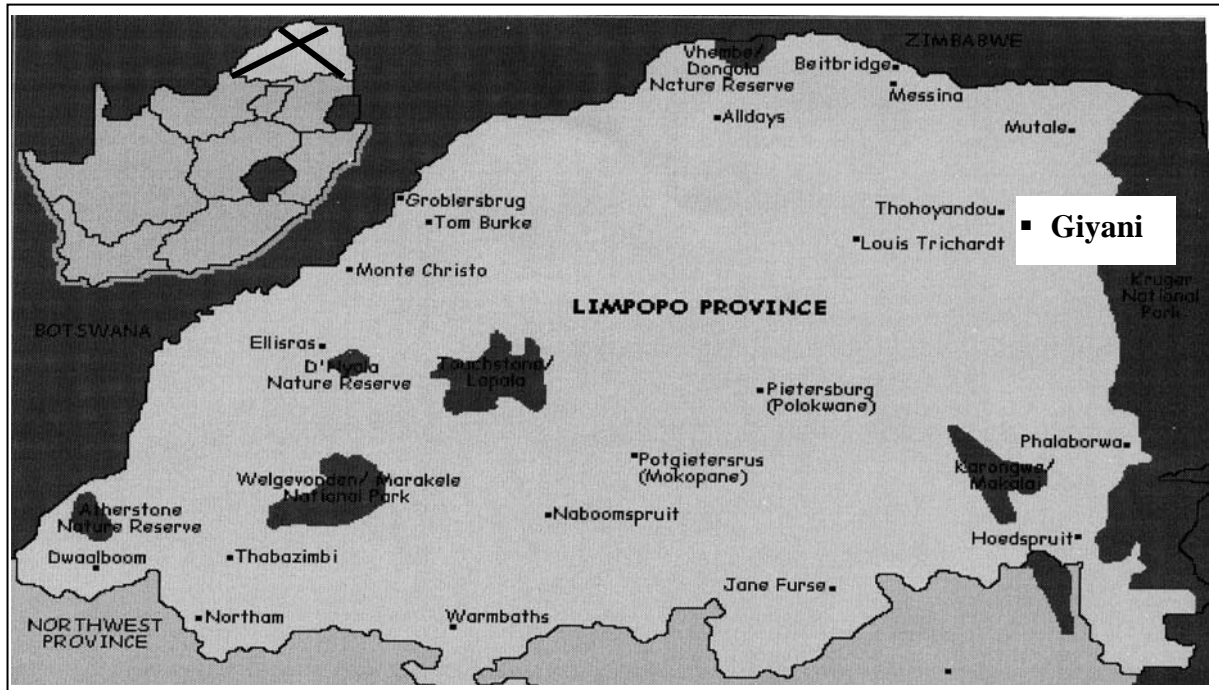 ZIMBABWE
Vhembe/
Dongola
Nature Reserve
Beitbridge
Messina
Alldays
Mutale
Groblersbrug
Tom Burke
Thohoyandou
Giyani
Louis Trichardt
Monte Christo
Kruger
National
Park
LIMPOPO PROVINCE
BOTSWANA
Ellisras
D'Nyala
Nature Reserve
Touchstone/
Lapala
Pietersburg
(Polokwane)
Phalaborwa
Karongwe/
Makalai
Potgietersrus
(Mokopane)
Welgevonden/ Marakele
National Park
Atherstone
Nature Reserve
Naboomspruit
Hoedspruit
Dwaalboom
Thabazimbi
Jane Furse
Northam
Warmbaths
NORTHWEST
PROVINCE